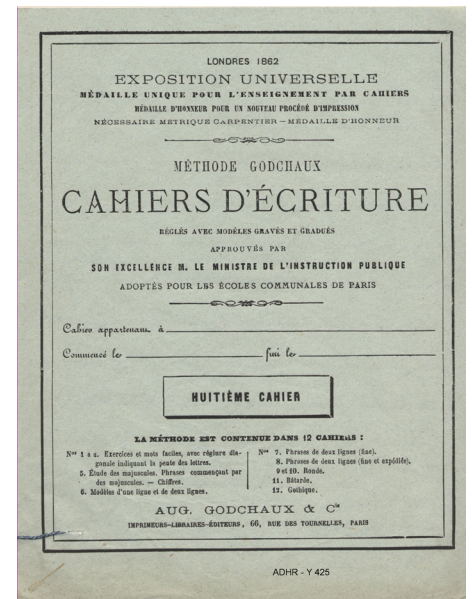 LONDRES 1862
EXPOSITION UNIVERSELLE
MÉDAILLE UNIQUE POUR L'ENSEIGNEMENT PAR CAHIERS
MÉDAILLE D'HONNEUR POUR UN NOUVEAU PROCÉDÉ D'IMPRESSION
NÉCESSAIRE METRIQUE CARPENTIER – MÉDAILLE D'HONNEUR
MÉTHODE GODCHAUX
CAHIERS D'ÉCRITURE
RÉGLÉS AVEC MODÈLES GRAVÉS ET GRADUÉS
APPROUVÉS PAR
SON EXCELLENCE M. LE MINISTRE DE L'INSTRUCTION PUBLIQUE
ADOPTÉS POUR LES ÉCOLES COMMUNALES DE PARIS
Cahier appartenant à
Commencé le fini le
HUITIÈME CAHIER
LA MÉTHODE EST CONTENUE DANS 12 CAHIERS :
Nos 1 à 4. Exercices et mots faciles, avec réglure dia-
gonale indiquant la pente des lettres.
5. Étude des majuscules. Phrases commençant par
des majuscules. — Chiffres.
6. Modèles d'une ligne et de deux lignes.
Nos 7. Phrases de deux lignes (fine).
8. Phrases de deux lignes (fine et expédiée).
9 et 10. Ronde.
11. Bâtarde.
12. Gothique.
AUG. GODCHAUX & Cie
IMPRIMEURS-LIBRAIRES-ÉDITEURS, 66, RUE DES TOURNELLES, PARIS
ADHR - Y 425